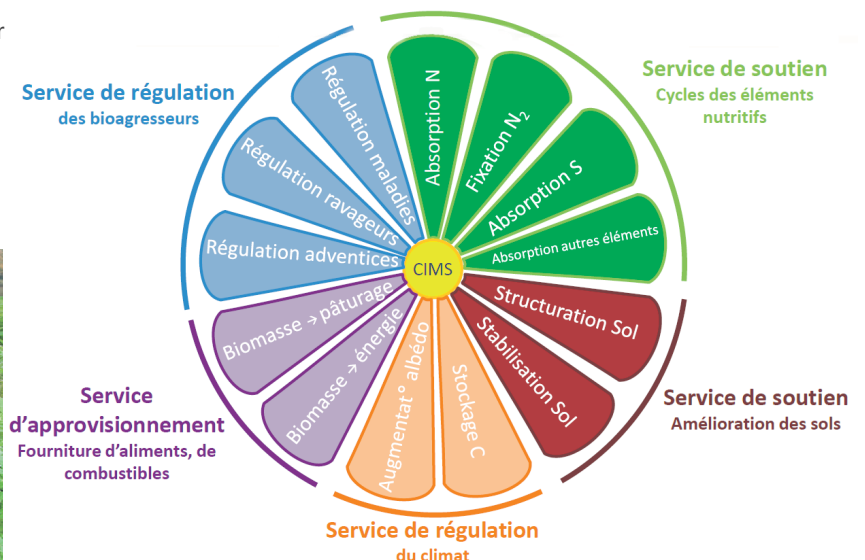 r
Service de régulation
des bioagresseurs
Régulation maladies
Régulation ravageurs
Régulation adventices
Absorption N
Fixation N₂
Absorption S
Absorption autres éléments
Service de soutien
Cycles des éléments
nutritifs
CIMS
Structuration Sol
Stabilisation Sol
Service de soutien
Amélioration des sols
Biomasse → pâturage
Biomasse → énergie
Service
d'approvisionnement
Fourniture d'aliments, de
combustibles
Augmentat° albédo
Stockage C
Service de régulation
du climat